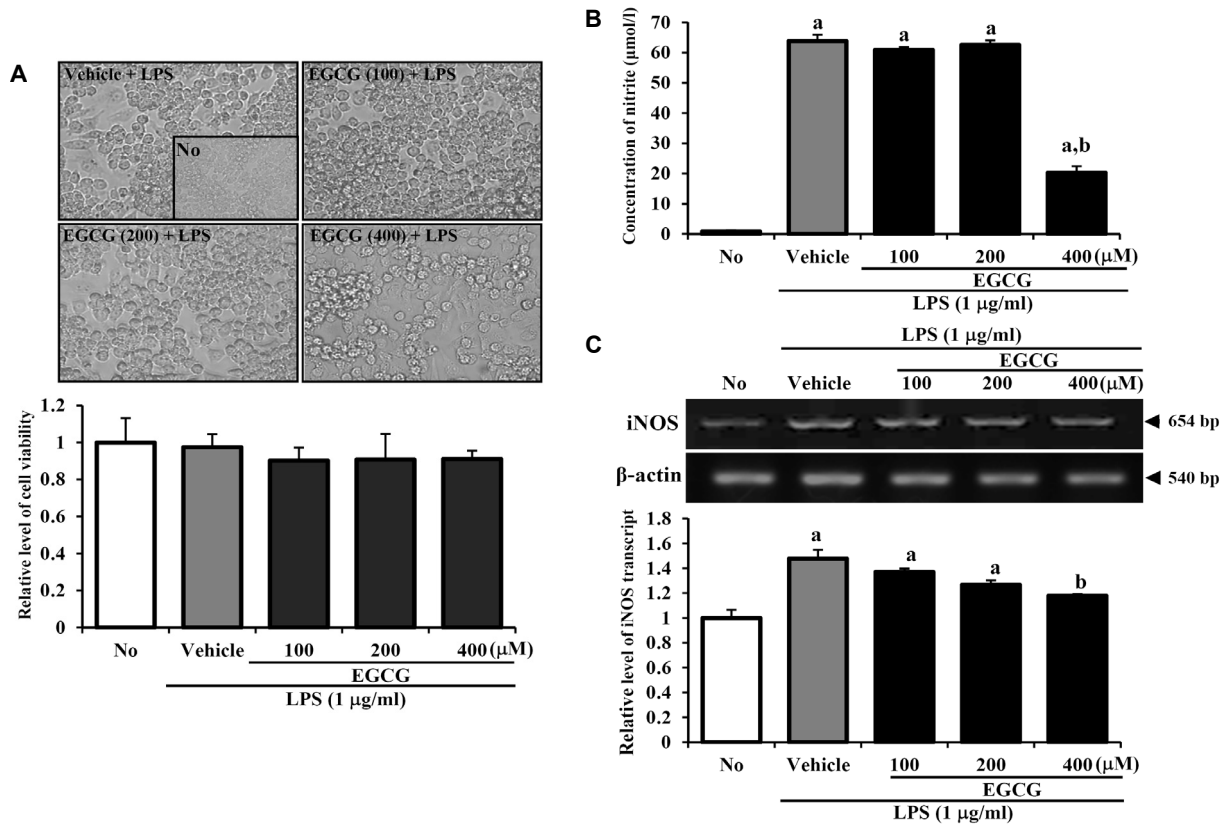 A
Vehicle + LPS
No
EGCG (100) + LPS
EGCG (200) + LPS
EGCG (400) + LPS
Relative level of cell viability
1.2
1
0.8
0.6
0.4
0.2
0
No Vehicle 100 200 400 (μM)
EGCG
LPS (1 μg/ml)
B
Concentration of nitrite (μmol/l)
70
60
50
40
30
20
10
0
a a a a,b
No Vehicle 100 200 400 (μM)
EGCG
LPS (1 μg/ml)
C
LPS (1 μg/ml)
EGCG
No Vehicle 100 200 400 (μM)
iNOS 654 bp
β-actin 540 bp
Relative level of iNOS transcript
1.8
1.6
1.4
1.2
1
0.8
0.6
0.4
0.2
0
a a a b
No Vehicle 100 200 400 (μM)
EGCG
LPS (1 μg/ml)